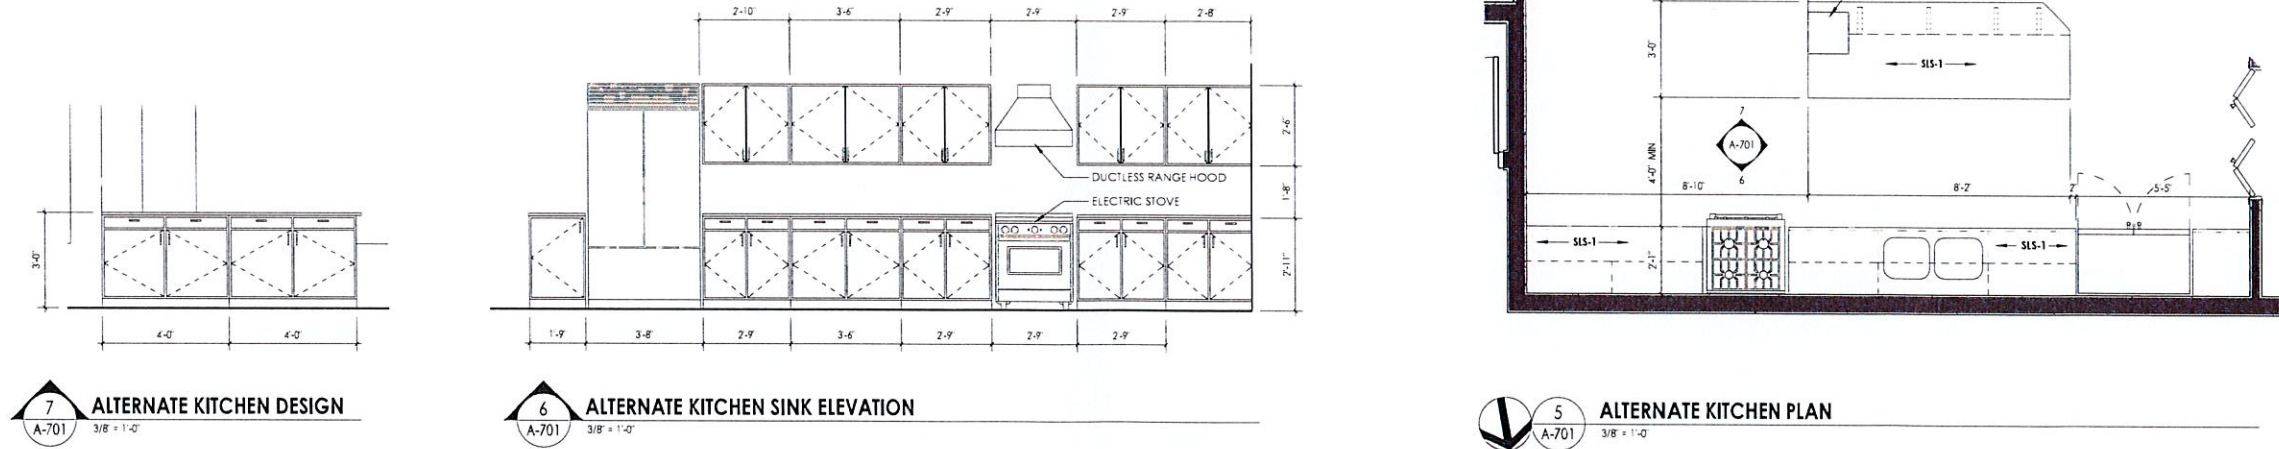 3'-0"
4'-0"
4'-0"
7
A-701
ALTERNATE KITCHEN DESIGN
3/8" = 1'-0"
2'-10"
3'-6"
2'-9"
2'-9"
2'-9"
2'-8"
2'-6"
1'-8"
2'-11"
DUCTLESS RANGE HOOD
ELECTRIC STOVE
1'-9"
3'-8"
2'-9"
3'-6"
2'-9"
2'-9"
2'-9"
6
A-701
ALTERNATE KITCHEN SINK ELEVATION
3/8" = 1'-0"
3'-0"
SLS-1
7
A-701
6
4'-0" MIN
8'-10"
8'-2"
2"
5'-5"
SLS-1
SLS-1
2'-1"
5
A-701
ALTERNATE KITCHEN PLAN
3/8" = 1'-0"